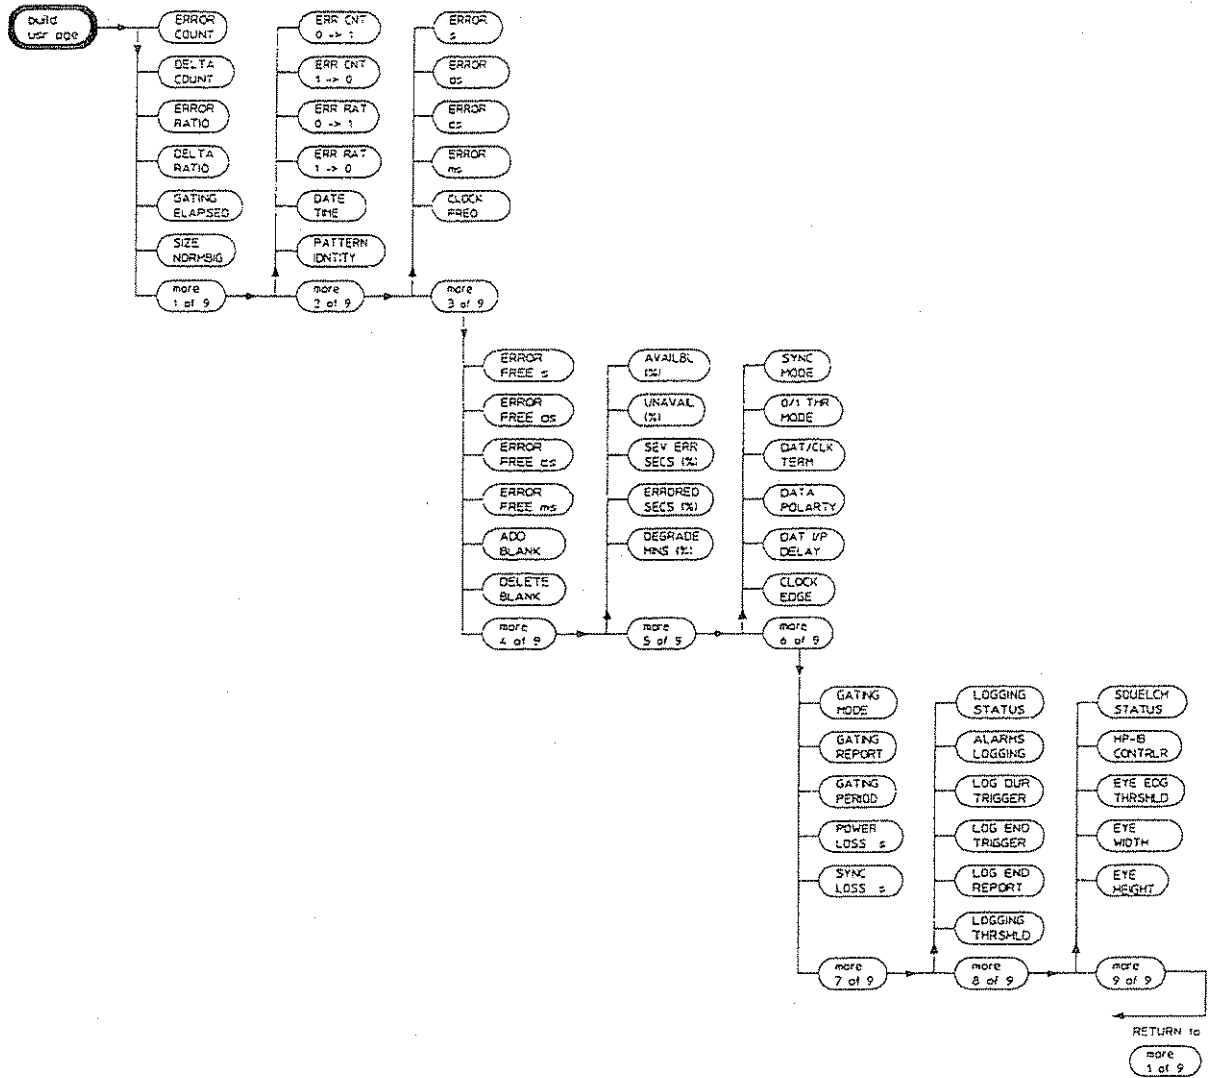 build
usr page
ERROR
COUNT
DELTA
COUNT
ERROR
RATIO
DELTA
RATIO
GATING
ELAPSED
SIZE
NORMBIG
more
1 of 9
ERR CNT
0 -> 1
ERR CNT
1 -> 0
ERR RAT
0 -> 1
ERR RAT
1 -> 0
DATE
TIME
PATTERN
IDNTITY
more
2 of 9
ERROR
s
ERROR
ds
ERROR
cs
ERROR
ms
CLOCK
FREQ
more
3 of 9
ERROR
FREE s
ERROR
FREE ds
ERROR
FREE cs
ERROR
FREE ms
ADD
BLANK
DELETE
BLANK
more
4 of 9
AVAILBL
(%)
UNAVAIL
(%)
SEV ERR
SECS (%)
ERRORED
SECS (%)
DEGRADE
MNS (%)
more
5 of 9
SYNC
MODE
0/1 THR
MODE
DAT/CLK
TERM
DATA
POLARTY
DAT I/P
DELAY
CLOCK
EDGE
more
6 of 9
GATING
MODE
GATING
REPORT
GATING
PERIOD
POWER
LOSS s
SYNC
LOSS s
more
7 of 9
LOGGING
STATUS
ALARMS
LOGGING
LOG DUR
TRIGGER
LOG END
TRIGGER
LOG END
REPORT
LOGGING
THRSHLD
more
8 of 9
SQUELCH
STATUS
HP-IB
CONTRLR
EYE EDG
THRSHLD
EYE
WIDTH
EYE
HEIGHT
more
9 of 9
RETURN to
more
1 of 9